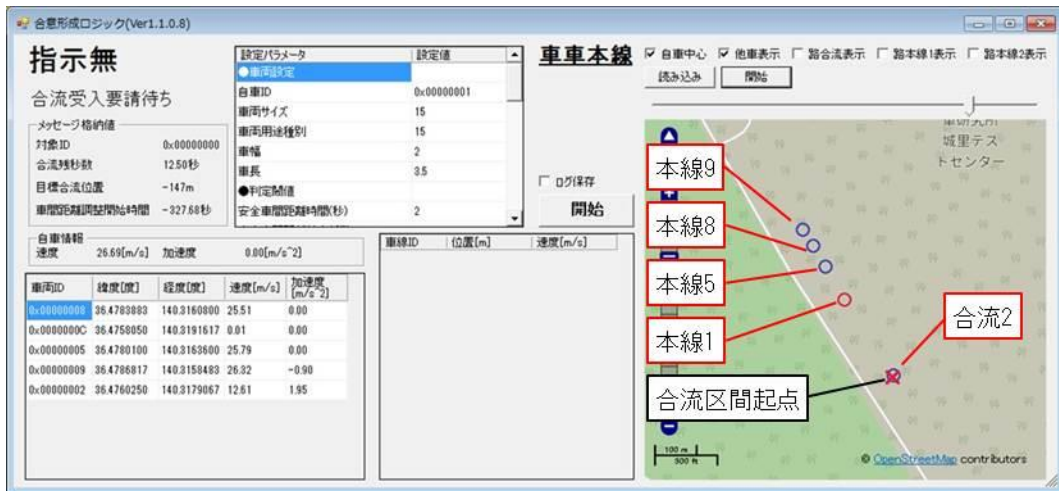 合意形成ロジック(Ver1.1.0.8)
指示無
合流受入要請待ち
メッセージ格納値
対象ID 0x00000000
合流残秒数 12.50秒
目標合流位置 -147m
車間距離調整開始時間 -327.68秒
設定パラメータ 設定値
●車両設定
自車ID 0x00000001
車両サイズ 15
車両用途種別 15
車幅 2
車長 3.5
●判定閾値
安全車間距離時間(秒) 2
車車本線
自車中心 他車表示 路合流表示 路本線1表示 路本線2表示
読み込み 開始
ログ保存
開始
自車情報
速度 26.69[m/s] 加速度 0.00[m/s^2]
車両ID 緯度[度] 経度[度] 速度[m/s] 加速度[m/s^2]
0x00000008 36.4783883 140.3160800 25.51 0.00
0x0000000C 36.4758050 140.3191617 0.01 0.00
0x00000005 36.4780100 140.3163600 25.79 0.00
0x00000009 36.4786817 140.3158483 26.32 -0.90
0x00000002 36.4760250 140.3179067 12.61 1.95
車線ID 位置[m] 速度[m/s]
城里テス
トセンター
本線9
本線8
本線5
本線1
合流2
合流区間起点
100 m
500 ft
© OpenStreetMap contributors